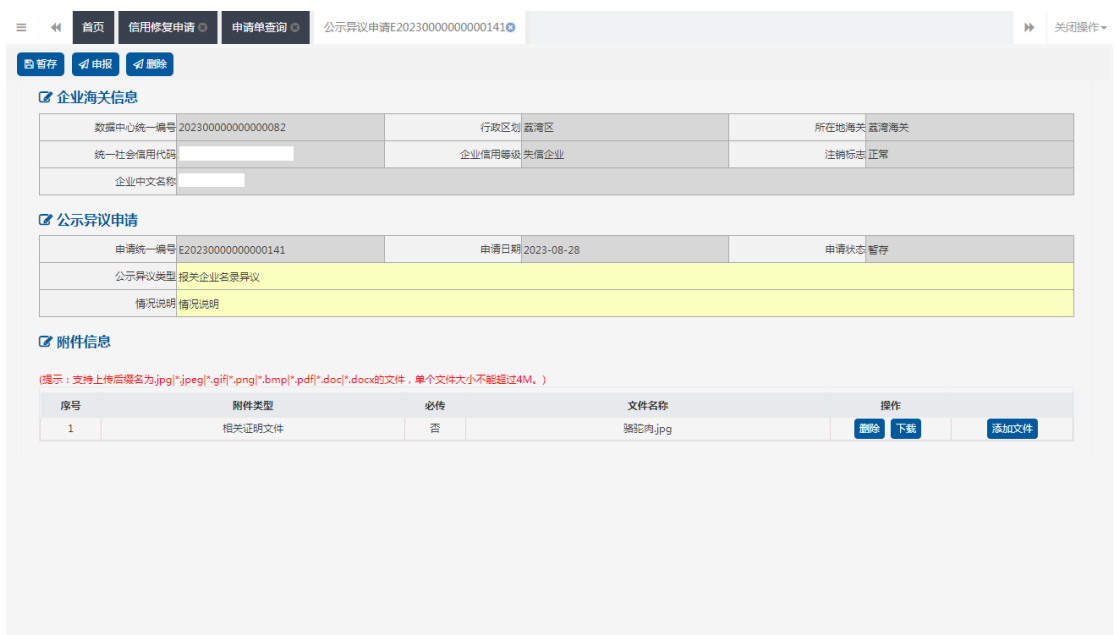 首页 信用修复申请 申请单查询 公示异议申请E20230000000000141 关闭操作
暂存 申报 删除
企业海关信息
数据中心统一编号 202300000000000082 行政区划 荔湾区 所在地海关 荔湾海关
统一社会信用代码 企业信用等级 失信企业 注销标志 正常
企业中文名称
公示异议申请
申请统一编号 E20230000000000141 申请日期 2023-08-28 申请状态 暂存
公示异议类型 报关企业名录异议
情况说明 情况说明
附件信息
(提示：支持上传后缀名为.jpg|*.jpeg|*.gif|*.png|*.bmp|*.pdf|*.doc|*.docx的文件，单个文件大小不能超过4M。)
序号 附件类型 必传 文件名称 操作
1 相关证明文件 否 骆驼肉.jpg 删除 下载 添加文件